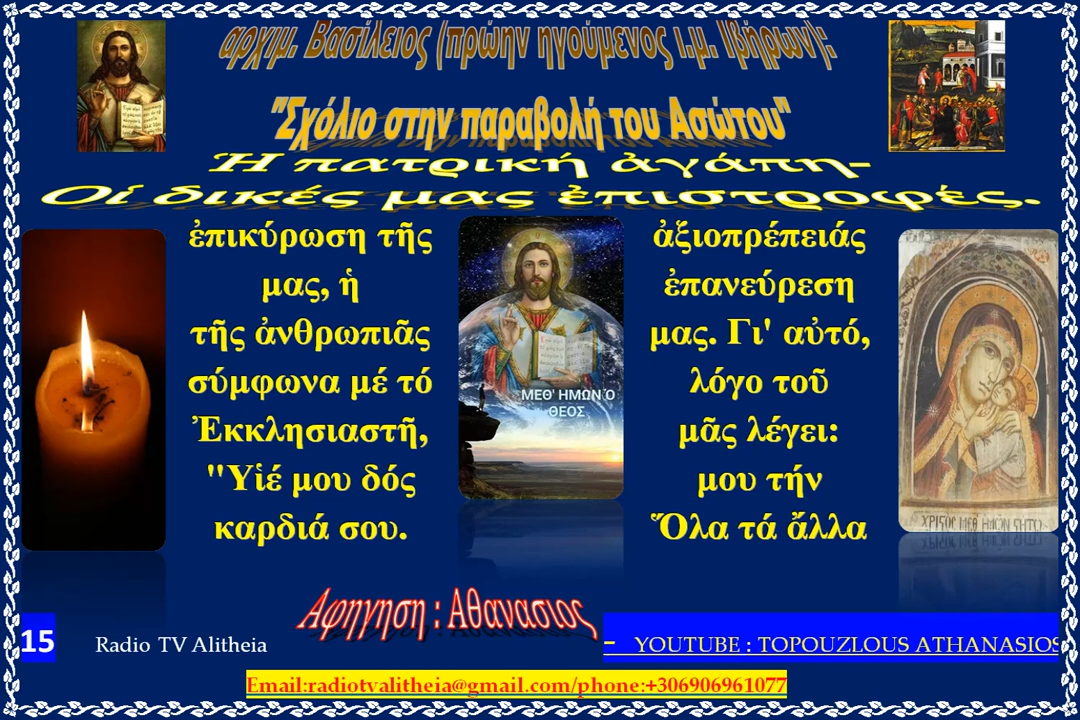 αρχιμ. Βασίλειος (πρώην ηγούμενος ι.μ. Ιβήρων):
"Σχόλιο στην παραβολή του Ασώτου"
Ἡ πατρική ἀγάπη-
Οἱ δικές μας ἐπιστροφές.
ἐπικύρωση τῆς ἀξιοπρέπειάς
μας, ἡ ἐπανεύρεση
τῆς ἀνθρωπιᾶς μας. Γι' αὐτό,
σύμφωνα μέ τό λόγο τοῦ
Ἐκκλησιαστῆ, μᾶς λέγει:
"Υἱέ μου δός μου τήν
καρδιά σου. Ὅλα τά ἄλλα
ΜΕΘ' ΗΜΩΝ Ὁ
ΘΕΟΣ
Αφηγηση : Αθανασιος
15 Radio TV Alitheia - YOUTUBE : TOPOUZLOUS ATHANASIOS
Email:radiotvalitheia@gmail.com/phone:+306906961077